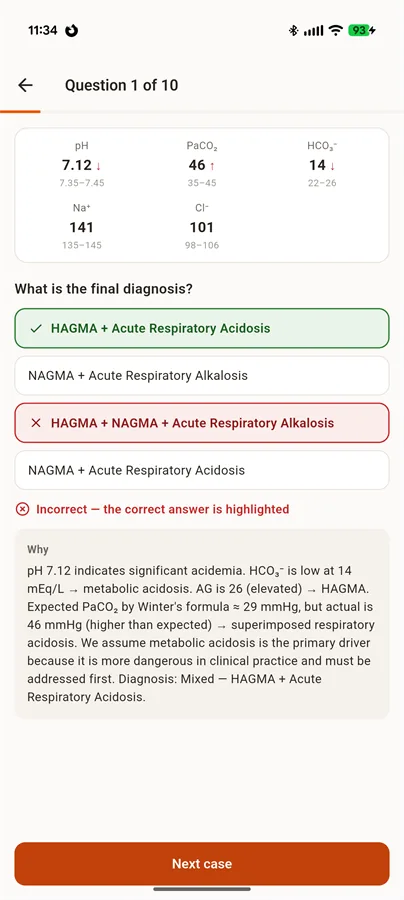 11:34
93
Question 1 of 10
pH PaCO₂ HCO₃⁻
7.12 ↓ 46 ↑ 14 ↓
7.35–7.45 35–45 22–26
Na⁺ Cl⁻
141 101
135–145 98–106
What is the final diagnosis?
HAGMA + Acute Respiratory Acidosis
NAGMA + Acute Respiratory Alkalosis
HAGMA + NAGMA + Acute Respiratory Alkalosis
NAGMA + Acute Respiratory Acidosis
Incorrect — the correct answer is highlighted
Why
pH 7.12 indicates significant acidemia. HCO₃⁻ is low at 14
mEq/L → metabolic acidosis. AG is 26 (elevated) → HAGMA.
Expected PaCO₂ by Winter's formula ≈ 29 mmHg, but actual is
46 mmHg (higher than expected) → superimposed respiratory
acidosis. We assume metabolic acidosis is the primary driver
because it is more dangerous in clinical practice and must be
addressed first. Diagnosis: Mixed — HAGMA + Acute
Respiratory Acidosis.
Next case